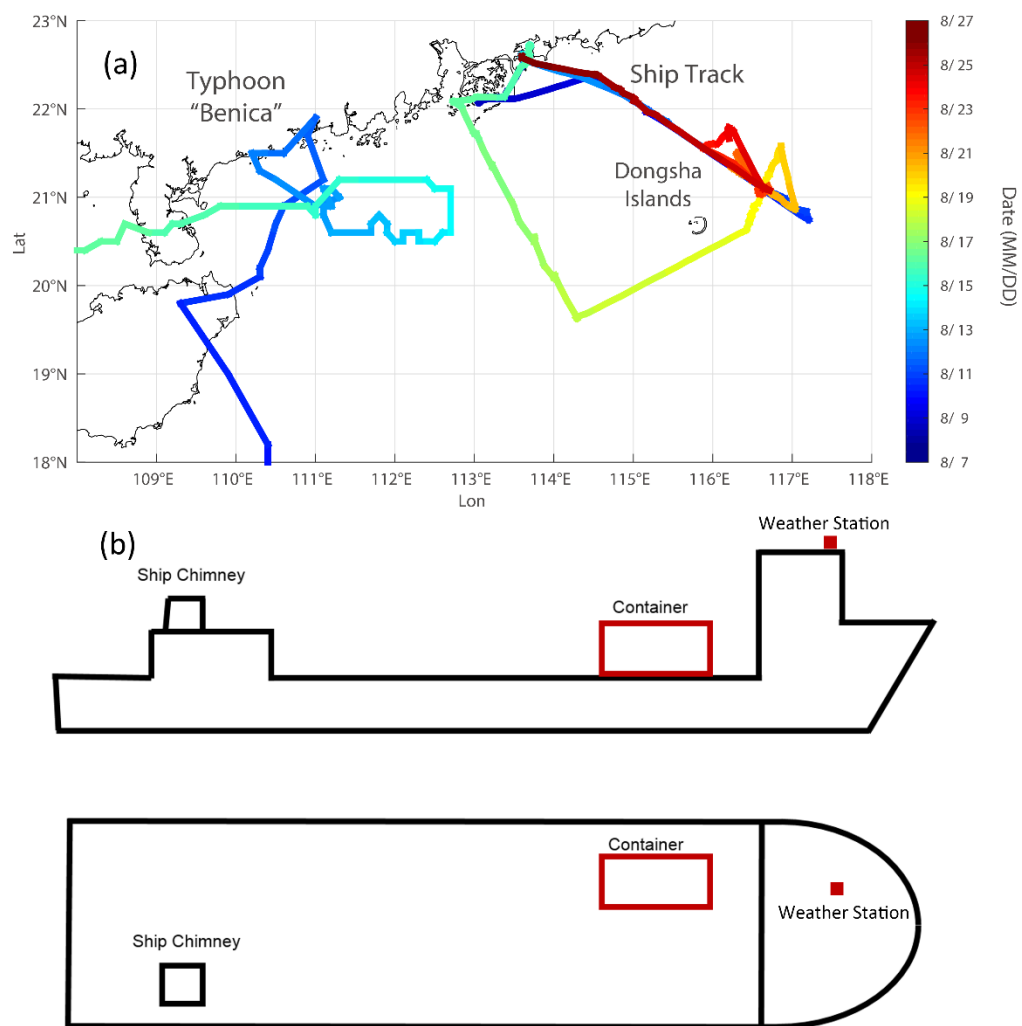 23°N
22°N
21°N
20°N
19°N
18°N
Lat
(a)
Typhoon
“Benica”
Ship Track
Dongsha
Islands
109°E
110°E
111°E
112°E
113°E
114°E
115°E
116°E
117°E
118°E
Lon
8/ 27
8/ 25
8/ 23
8/ 21
8/ 19
8/ 17
8/ 15
8/ 13
8/ 11
8/ 9
8/ 7
Date (MM/DD)
(b)
Weather Station
Ship Chimney
Container
Container
Weather Station
Ship Chimney